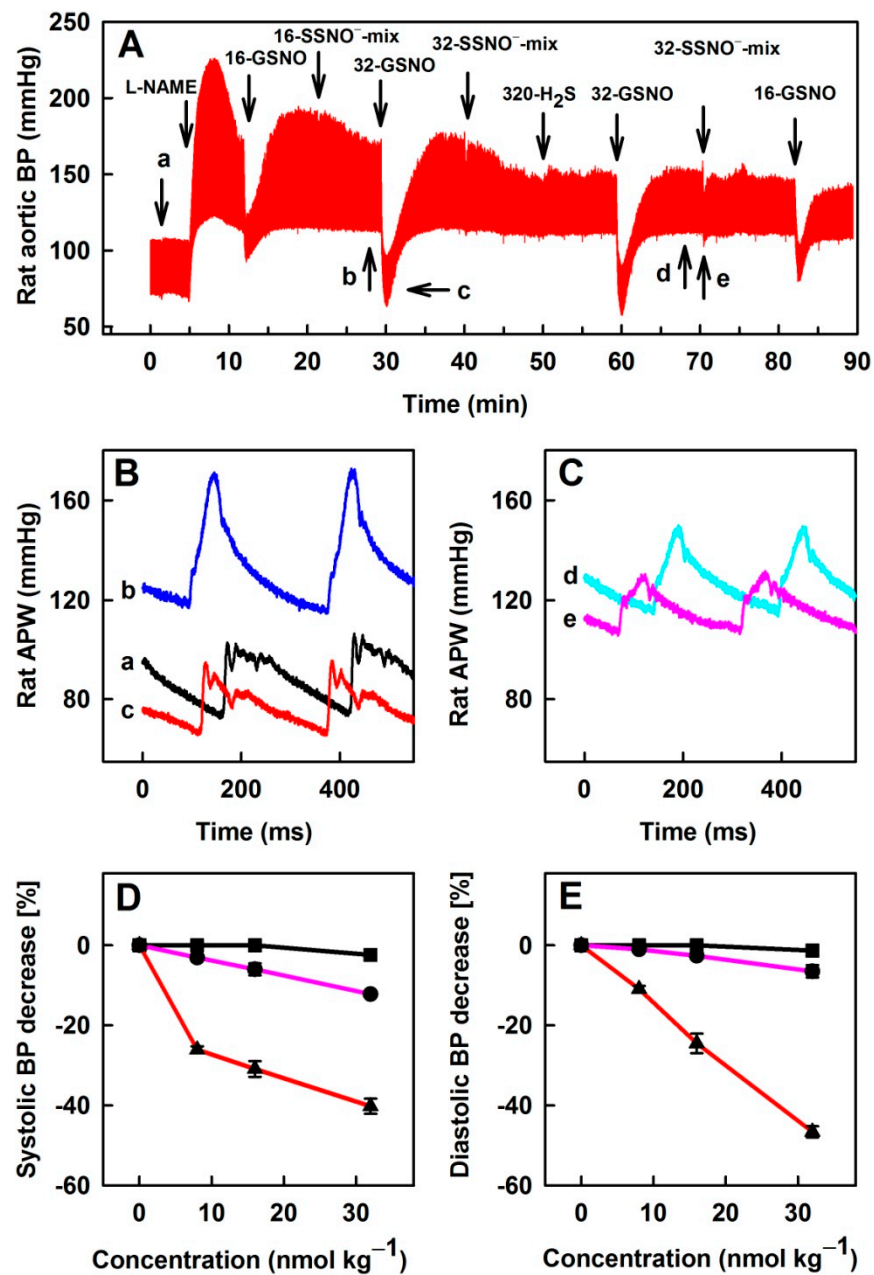 A
Rat aortic BP (mmHg)
250
200
150
100
50
L-NAME
16-GSNO
16-SSNO⁻-mix
32-GSNO
32-SSNO⁻-mix
320-H₂S
32-GSNO
32-SSNO⁻-mix
16-GSNO
a
b
c
d
e
0 10 20 30 40 50 60 70 80 90
Time (min)
B
Rat APW (mmHg)
160
120
80
b
a
c
0 200 400
Time (ms)
C
Rat APW (mmHg)
160
120
80
d
e
0 200 400
Time (ms)
D
Systolic BP decrease [%]
0
-20
-40
-60
0 10 20 30
Concentration (nmol kg⁻¹)
E
Diastolic BP decrease [%]
0
-20
-40
-60
0 10 20 30
Concentration (nmol kg⁻¹)